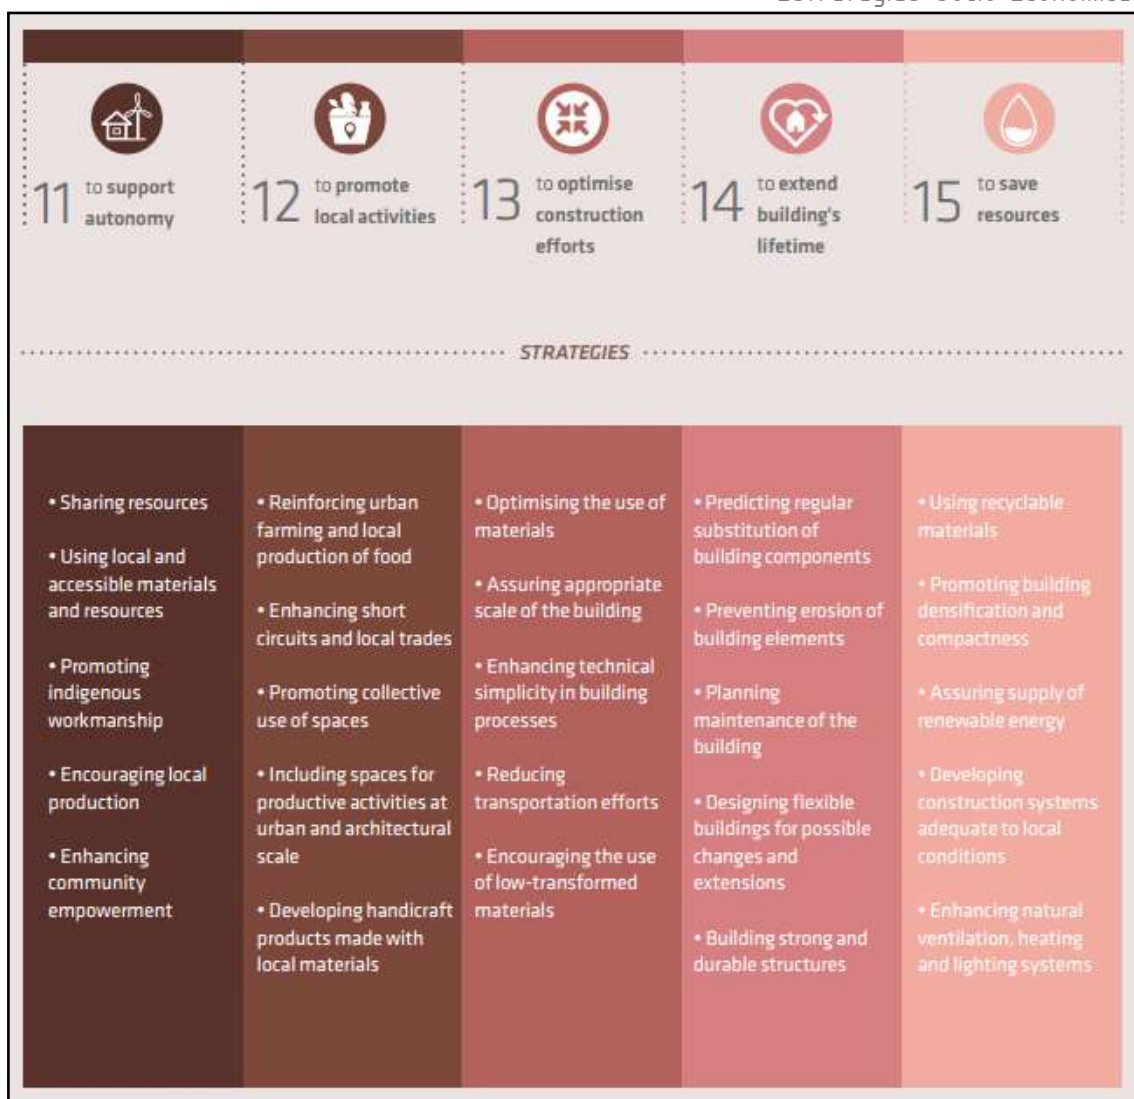 11 to support
autonomy
12 to promote
local activities
13 to optimise
construction
efforts
14 to extend
building's
lifetime
15 to save
resources
STRATEGIES
• Sharing resources
• Using local and
accessible materials
and resources
• Promoting
indigenous
workmanship
• Encouraging local
production
• Enhancing
community
empowerment
• Reinforcing urban
farming and local
production of food
• Enhancing short
circuits and local trades
• Promoting collective
use of spaces
• Including spaces for
productive activities at
urban and architectural
scale
• Developing handicraft
products made with
local materials
• Optimising the use of
materials
• Assuring appropriate
scale of the building
• Enhancing technical
simplicity in building
processes
• Reducing
transportation efforts
• Encouraging the use
of low-transformed
materials
• Predicting regular
substitution of
building components
• Preventing erosion of
building elements
• Planning
maintenance of the
building
• Designing flexible
buildings for possible
changes and
extensions
• Building strong and
durable structures
• Using recyclable
materials
• Promoting building
densification and
compactness
• Assuring supply of
renewable energy
• Developing
construction systems
adequate to local
conditions
• Enhancing natural
ventilation, heating
and lighting systems